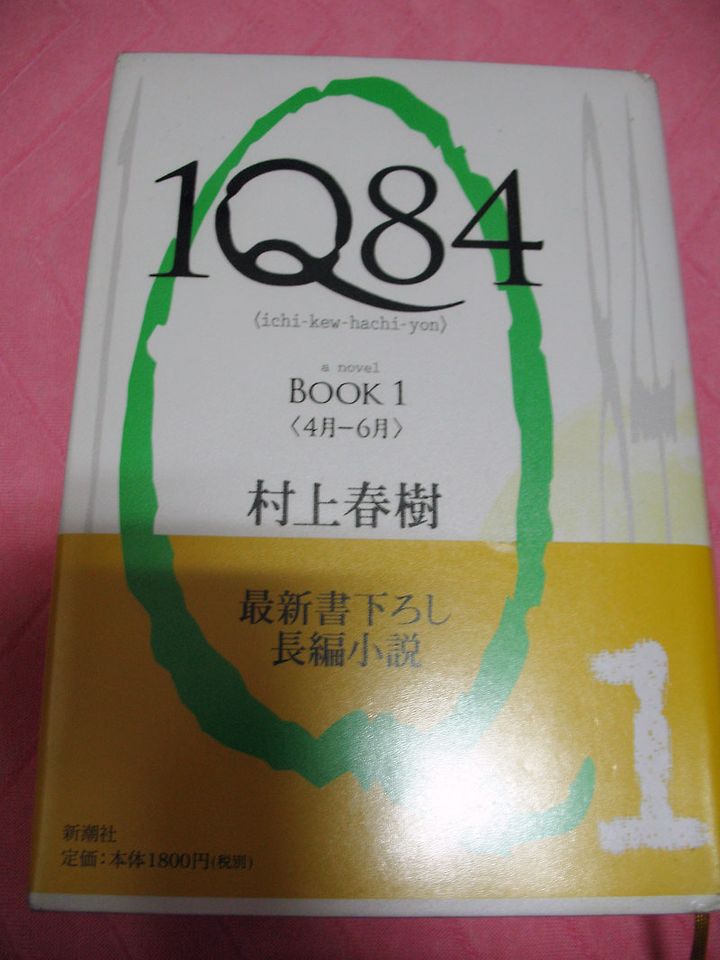 1Q84
〈ichi-kew-hachi-yon〉
a novel
BOOK 1
〈4月ー6月〉
村上春樹
最新書下ろし
長編小説
1
新潮社
定価:本体1800円(税別)